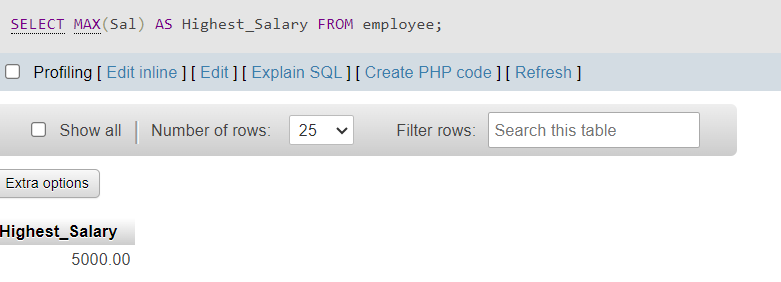 SELECT MAX(Sal) AS Highest_Salary FROM employee;
Profiling [ Edit inline ] [ Edit ] [ Explain SQL ] [ Create PHP code ] [ Refresh ]
Show all | Number of rows: 25 Filter rows: Search this table
Extra options
Highest_Salary
5000.00